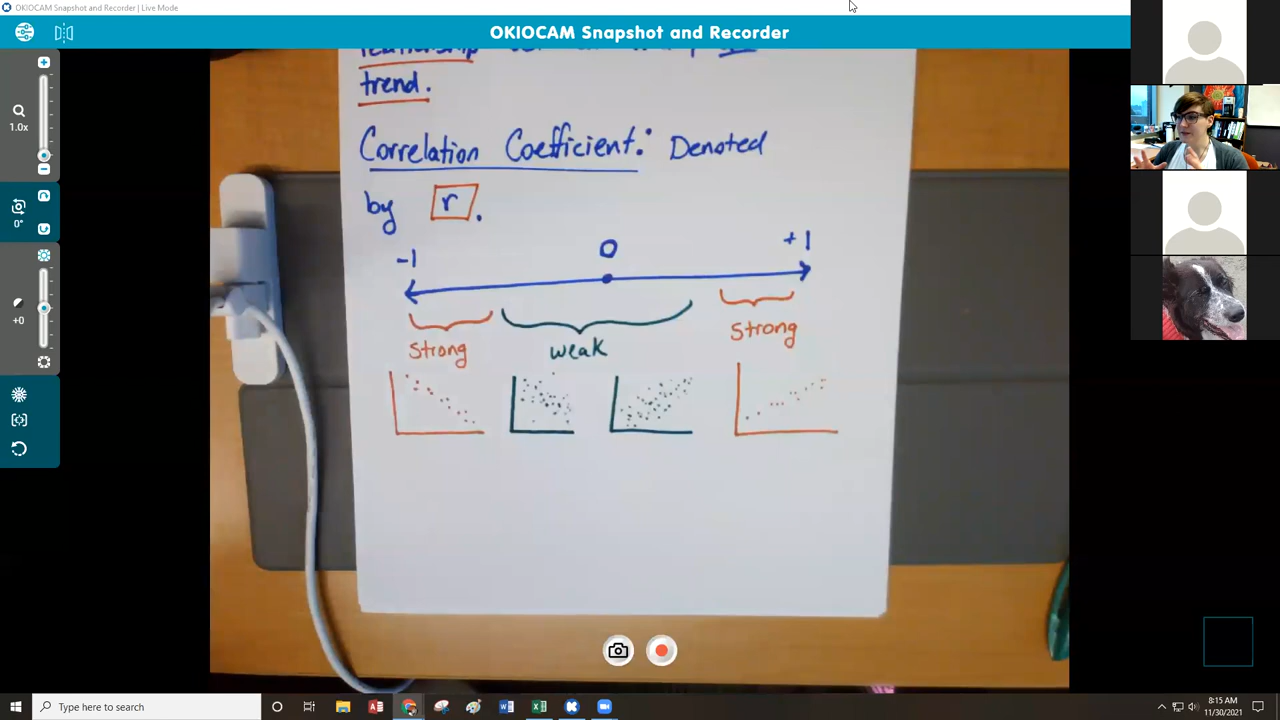 OKIOCAM Snapshot and Recorder | Live Mode
OKIOCAM Snapshot and Recorder
1.0x
0°
+0
relationship
trend.
Correlation Coefficient: Denoted
by r.
-1 0 +1
Strong weak Strong
Type here to search
8:15 AM
11/30/2021